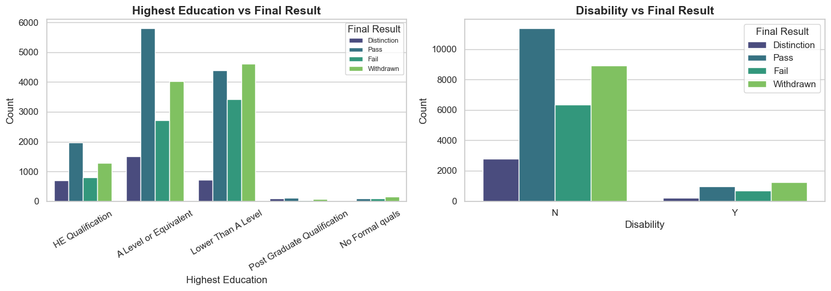 Highest Education vs Final Result
6000
5000
4000
3000
2000
1000
0
Count
Final Result
Distinction
Pass
Fail
Withdrawn
HE Qualification
A Level or Equivalent
Lower Than A Level
Post Graduate Qualification
No Formal quals
Highest Education
Disability vs Final Result
10000
8000
6000
4000
2000
0
Count
Final Result
Distinction
Pass
Fail
Withdrawn
N
Y
Disability